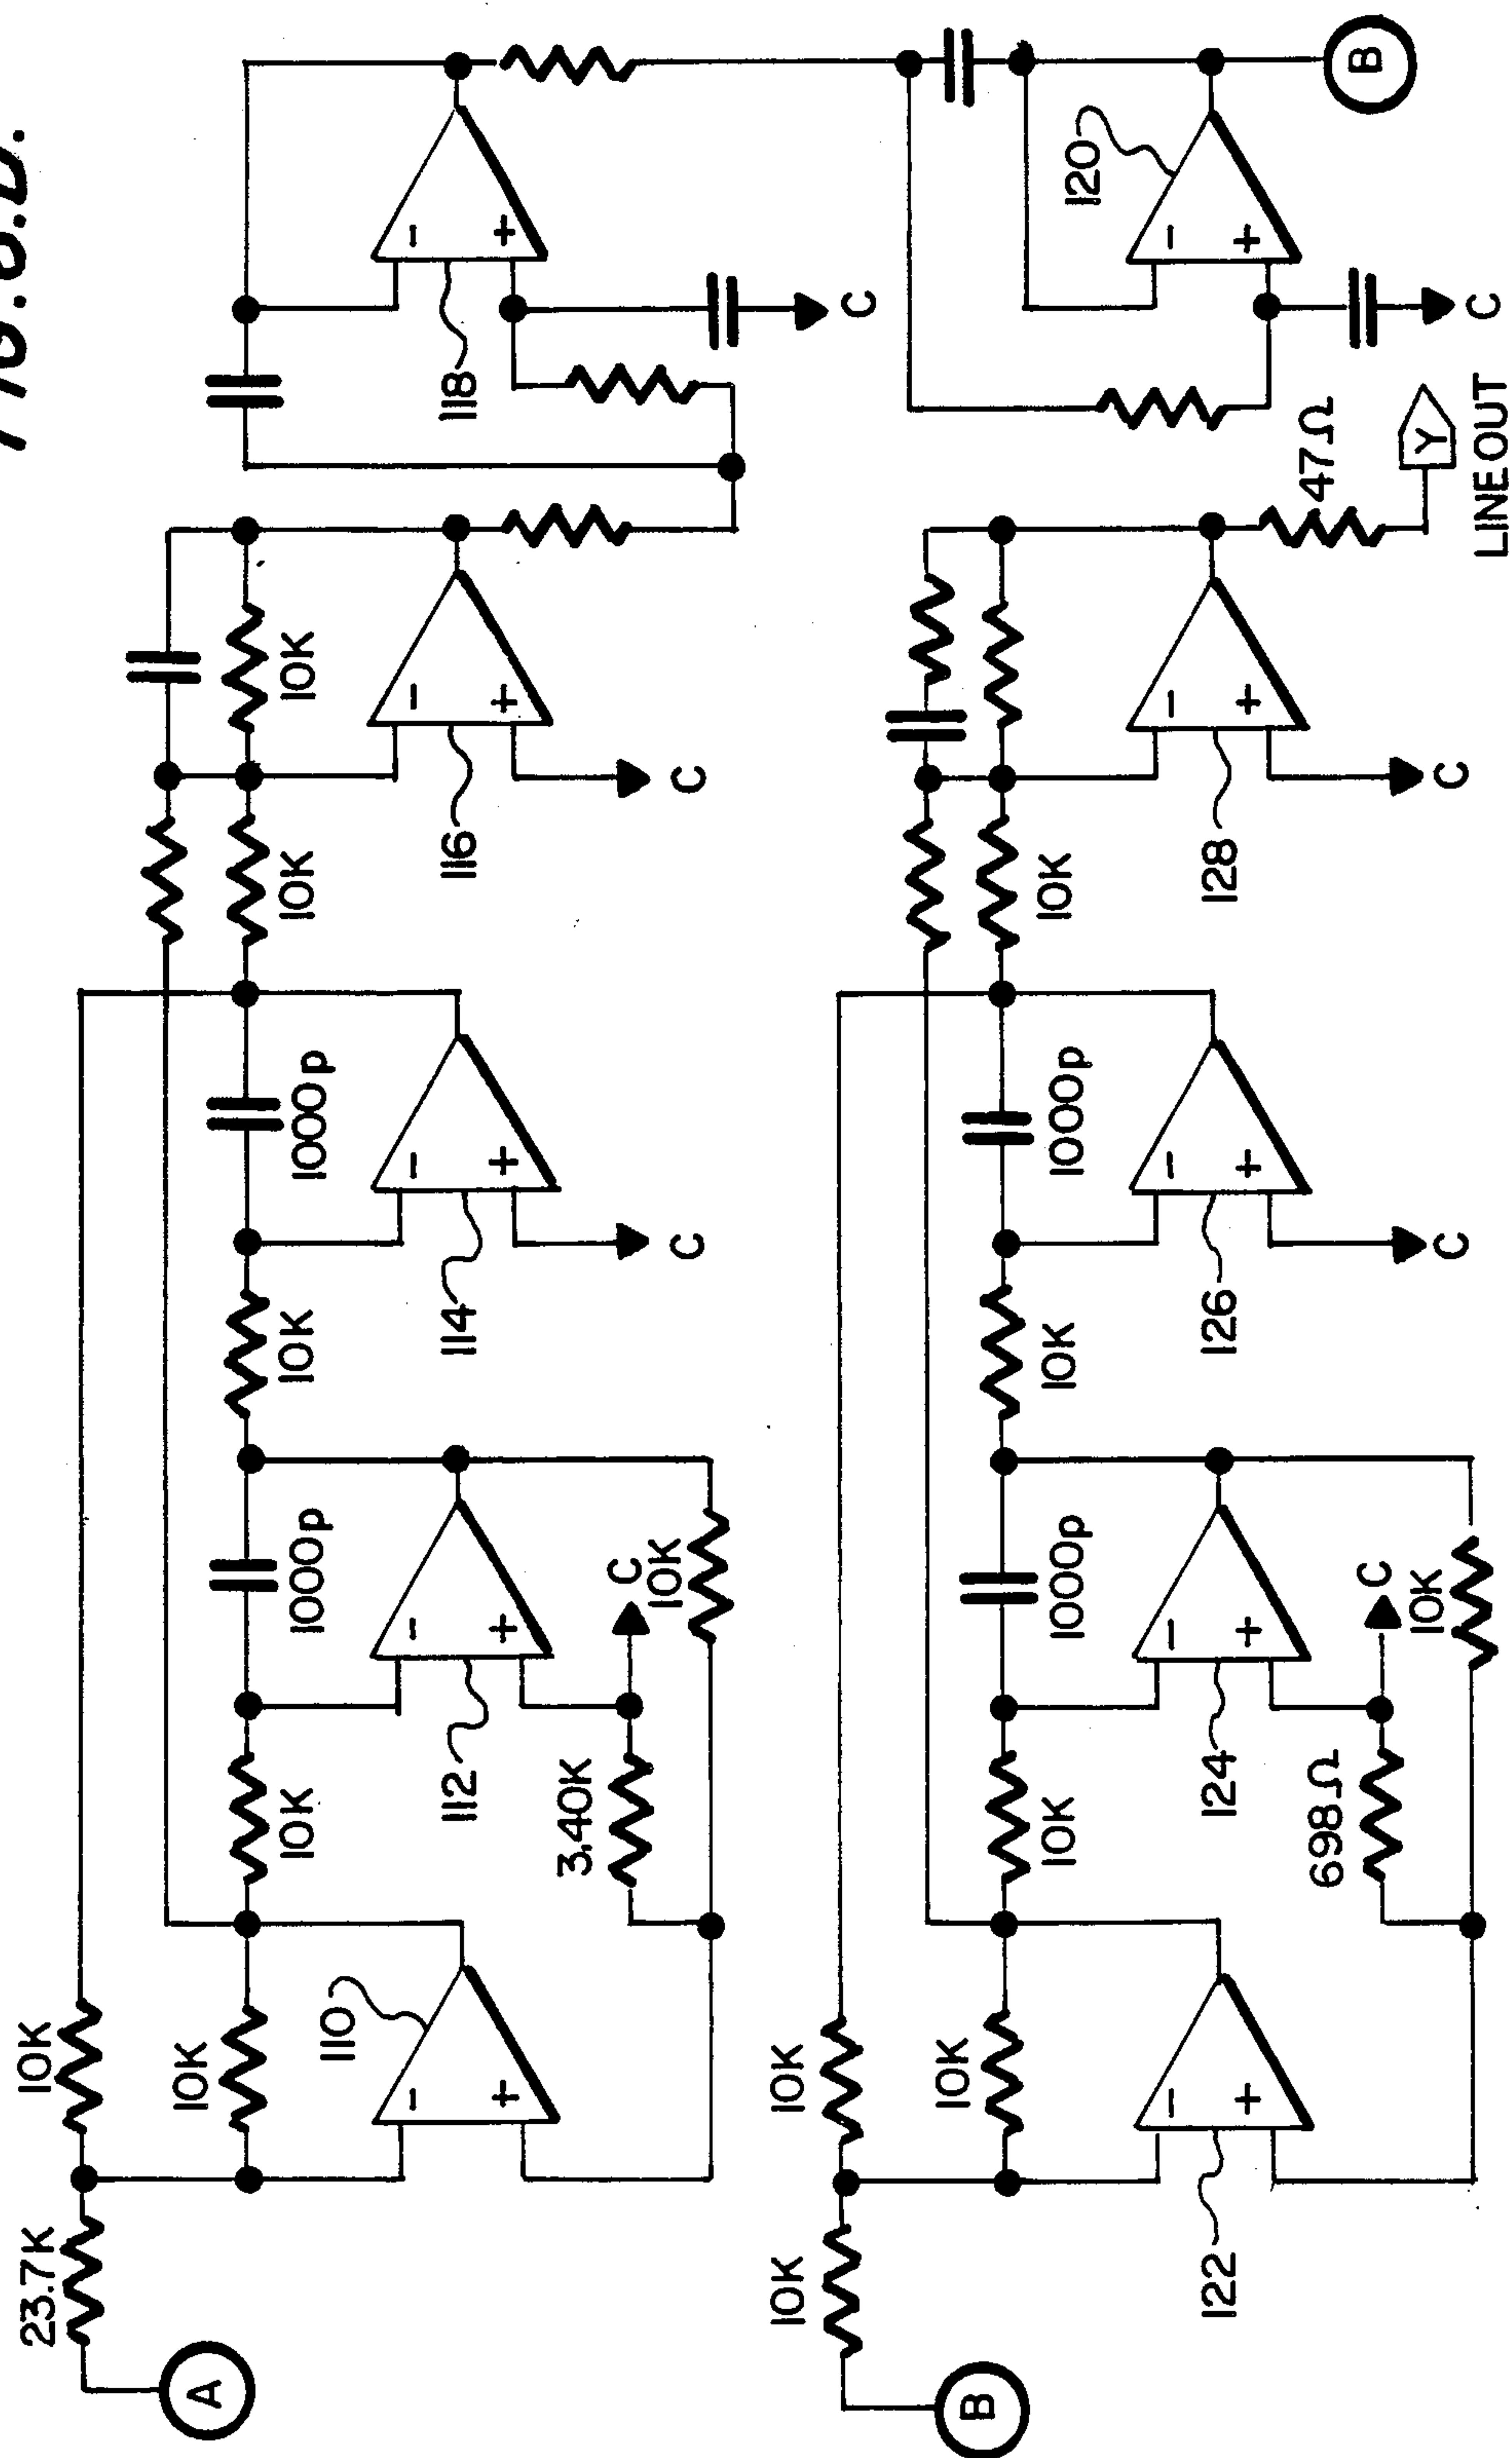 23.7K
10K
A
10K
10K
1000p
10K
1000p
10K
10K
110
-
+
112
-
+
114
-
+
116
-
+
118
-
+
3.40K
C
10K
C
C
C
10K
10K
B
10K
10K
1000p
10K
1000p
10K
122
-
+
124
-
+
126
-
+
128
-
+
120
-
+
698Ω
C
10K
C
C
47Ω
Y
LINE OUT
C
B